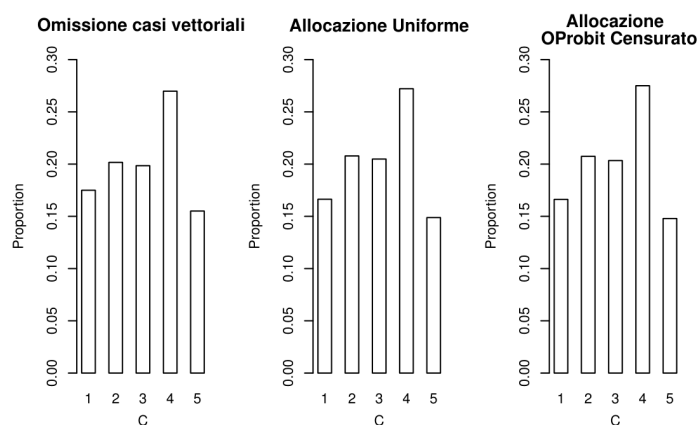 Omissione casi vettoriali
0.30
0.25
0.20
0.15
0.10
0.05
0.00
Proportion
1 2 3 4 5
C
Allocazione Uniforme
0.30
0.25
0.20
0.15
0.10
0.05
0.00
Proportion
1 2 3 4 5
C
Allocazione
OProbit Censurato
0.30
0.25
0.20
0.15
0.10
0.05
0.00
Proportion
1 2 3 4 5
C